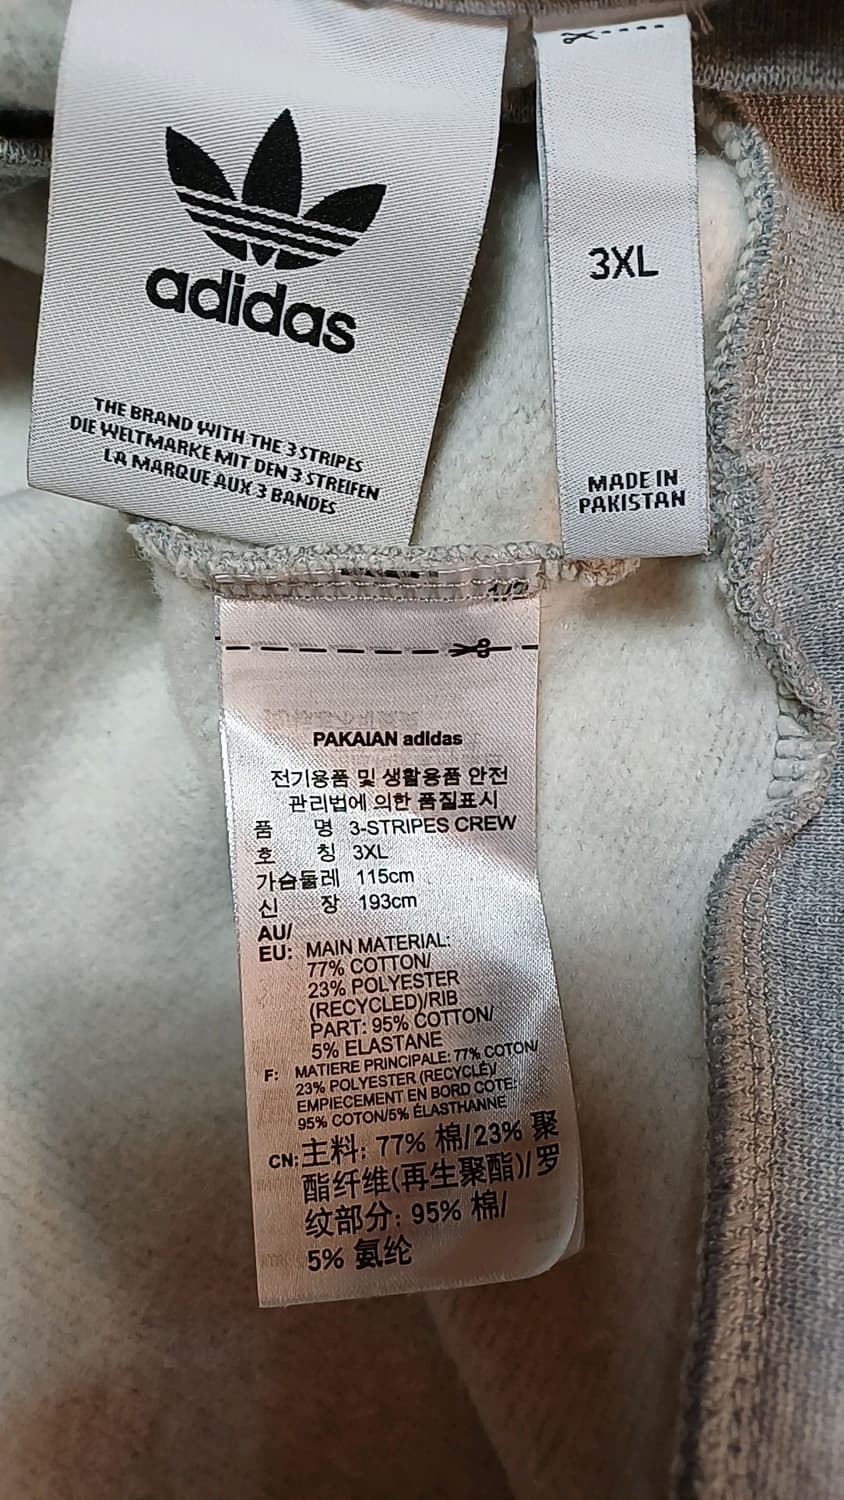 adidas
THE BRAND WITH THE 3 STRIPES
DIE WELTMARKE MIT DEN 3 STREIFEN
LA MARQUE AUX 3 BANDES
3XL
MADE IN
PAKISTAN
1/2
PAKAIAN adidas
전기용품 및 생활용품 안전
관리법에 의한 품질표시
품 명 3-STRIPES CREW
호 칭 3XL
가슴둘레 115cm
신 장 193cm
AU/
EU: MAIN MATERIAL:
77% COTTON/
23% POLYESTER
(RECYCLED)/RIB
PART: 95% COTTON/
5% ELASTANE
F: MATIERE PRINCIPALE: 77% COTON/
23% POLYESTER (RECYCLÉ)/
EMPIECEMENT EN BORD COTE:
95% COTON/5% ÉLASTHANNE
CN: 主料: 77% 棉/23% 聚
酯纤维(再生聚酯)/罗
纹部分: 95% 棉/
5% 氨纶